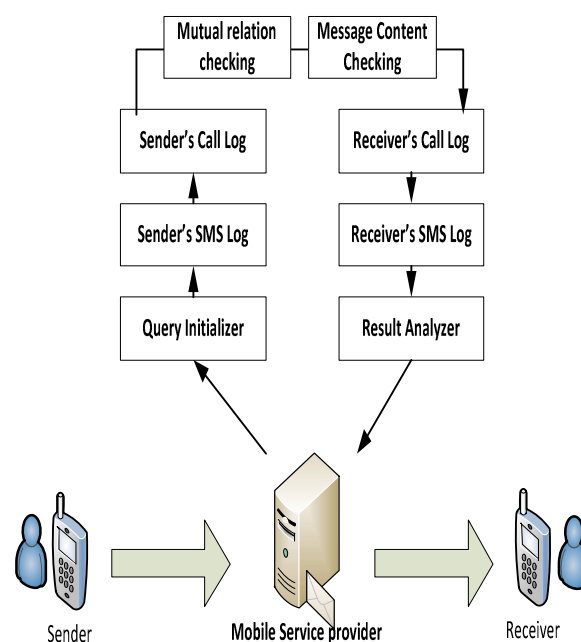 Mutual relation
checking
Message Content
Checking
Sender's Call Log
Receiver's Call Log
Sender's SMS Log
Receiver's SMS Log
Query Initializer
Result Analyzer
Sender
Mobile Service provider
Receiver